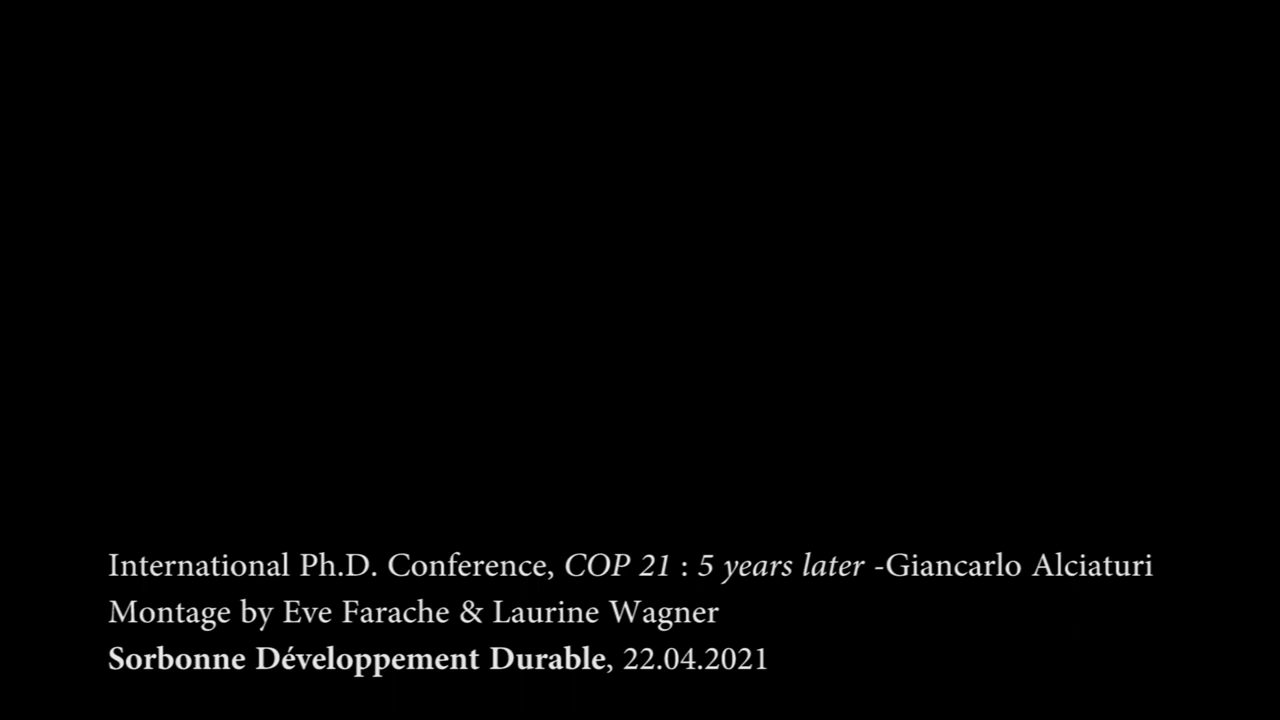 International Ph.D. Conference, COP 21 : 5 years later -Giancarlo Alciaturi
Montage by Eve Farache & Laurine Wagner
Sorbonne Développement Durable, 22.04.2021